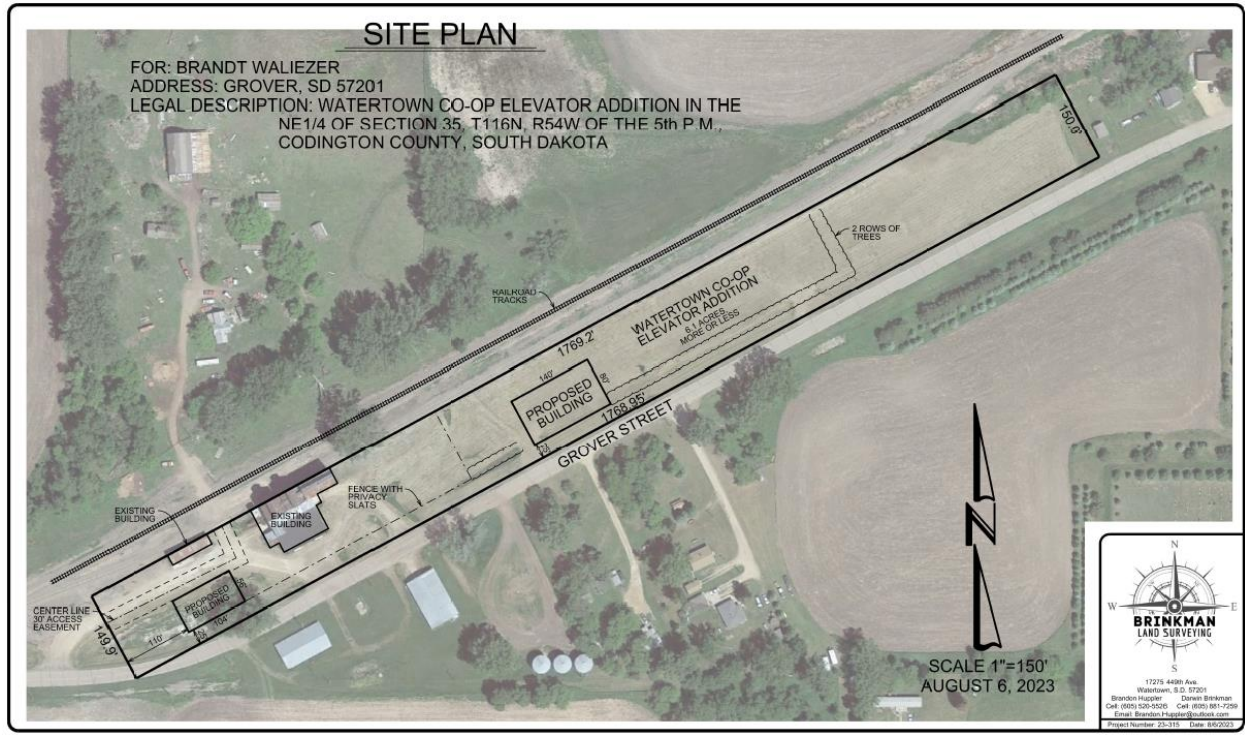 SITE PLAN
FOR: BRANDT WALIEZER
ADDRESS: GROVER, SD 57201
LEGAL DESCRIPTION: WATERTOWN CO-OP ELEVATOR ADDITION IN THE
NE1/4 OF SECTION 35, T116N, R54W OF THE 5th P.M.,
CODINGTON COUNTY, SOUTH DAKOTA
150.0'
2 ROWS OF
TREES
RAILROAD
TRACKS
WATERTOWN CO-OP
ELEVATOR ADDITION
6.1 ACRES
MORE OR LESS
1769.2'
140'
80'
PROPOSED
BUILDING
1768.95'
GROVER STREET
FENCE WITH
PRIVACY
SLATS
EXISTING
BUILDING
EXISTING
BUILDING
PROPOSED
BUILDING
104'
110'
CENTER LINE
30' ACCESS
EASEMENT
149.9'
N
SCALE 1"=150'
AUGUST 6, 2023
N
W
E
S
BRINKMAN
LAND SURVEYING
17275 449th Ave.
Watertown, S.D. 57201
Brandon Huppler Darwin Brinkman
Cell: (605) 520-5526 Cell: (605) 881-7259
Email: Brandon.Huppler@outlook.com
Project Number: 23-315 Date: 8/6/2023